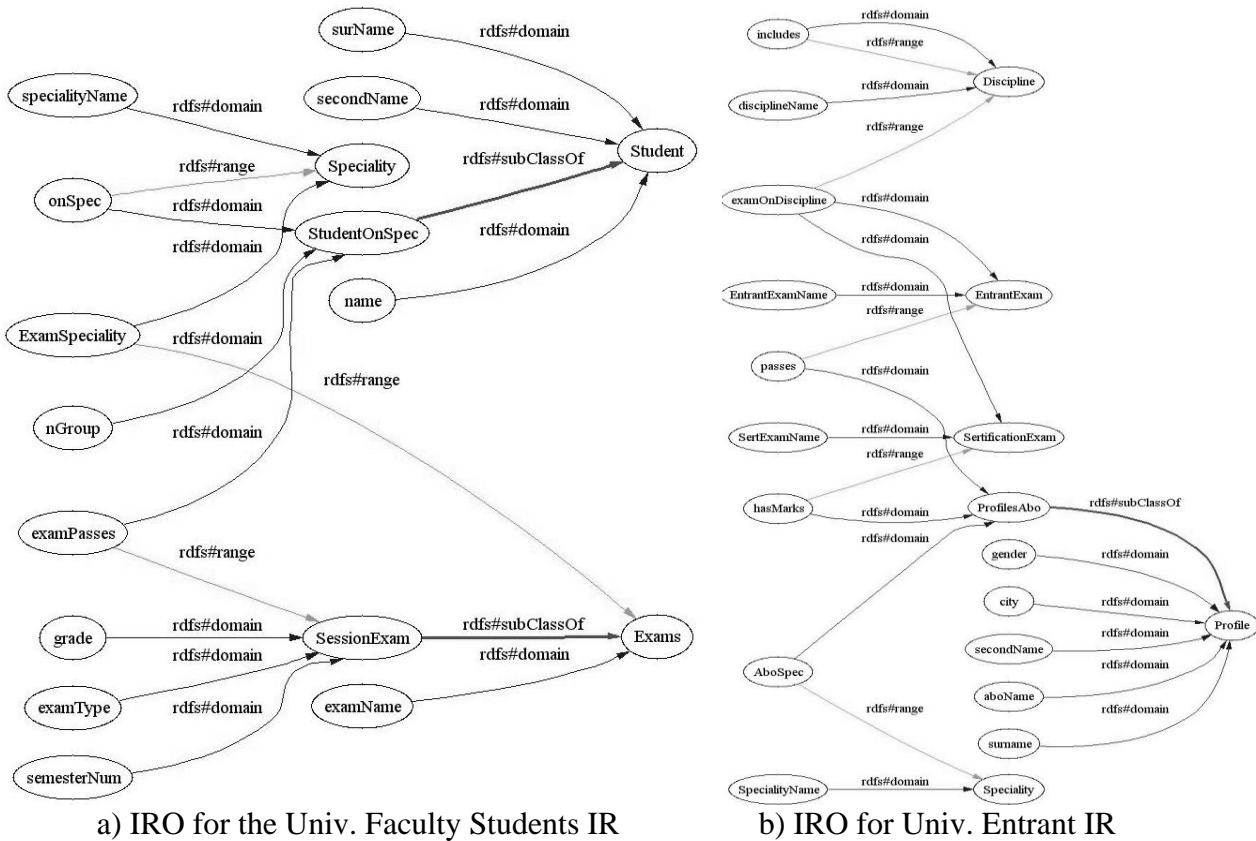 surName
rdfs#domain
specialityName
rdfs#domain
secondName
rdfs#domain
rdfs#range
Speciality
rdfs#subClassOf
Student
onSpec
rdfs#domain
StudentOnSpec
rdfs#domain
rdfs#domain
name
ExamSpeciality
rdfs#domain
rdfs#range
nGroup
rdfs#domain
examPasses
rdfs#range
grade
rdfs#domain
SessionExam
rdfs#subClassOf
Exams
rdfs#domain
rdfs#domain
examType
rdfs#domain
examName
semesterNum
a) IRO for the Univ. Faculty Students IR
rdfs#domain
includes
rdfs#range
Discipline
rdfs#domain
disciplineName
rdfs#range
examOnDiscipline
rdfs#domain
rdfs#domain
EntrantExamName
rdfs#domain
EntrantExam
rdfs#range
passes
rdfs#domain
SertExamName
rdfs#domain
SertificationExam
rdfs#range
hasMarks
rdfs#domain
ProfilesAbo
rdfs#subClassOf
rdfs#domain
gender
rdfs#domain
city
rdfs#domain
Profile
secondName
rdfs#domain
AboSpec
aboName
rdfs#domain
rdfs#domain
rdfs#range
surname
SpecialityName
rdfs#domain
Speciality
b) IRO for Univ. Entrant IR